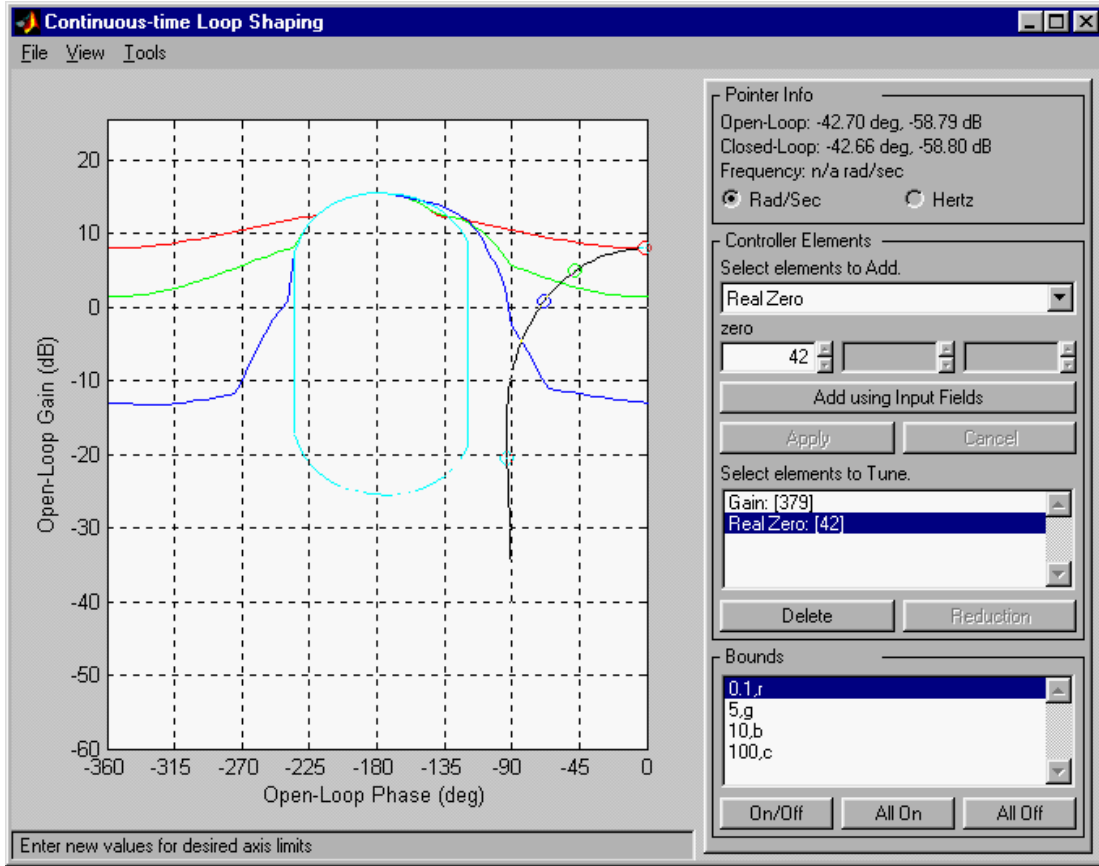 Continuous-time Loop Shaping
File View Tools
20
10
0
-10
-20
-30
-40
-50
-60
-360 -315 -270 -225 -180 -135 -90 -45 0
Open-Loop Gain (dB)
Open-Loop Phase (deg)
Enter new values for desired axis limits
Pointer Info
Open-Loop: -42.70 deg, -58.79 dB
Closed-Loop: -42.66 deg, -58.80 dB
Frequency: n/a rad/sec
Rad/Sec Hertz
Controller Elements
Select elements to Add.
Real Zero
zero
42
Add using Input Fields
Apply Cancel
Select elements to Tune.
Gain: [379]
Real Zero: [42]
Delete Reduction
Bounds
0.1,r
5,g
10,b
100,c
On/Off All On All Off